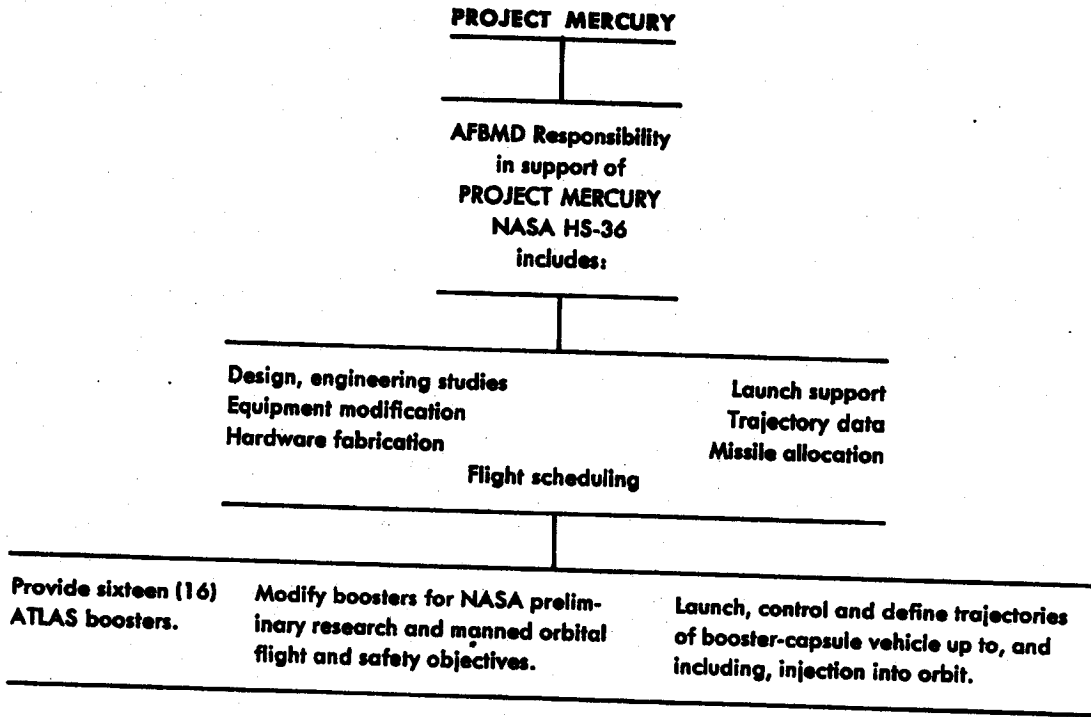 PROJECT MERCURY
AFBMD Responsibility
in support of
PROJECT MERCURY
NASA HS-36
includes:
Design, engineering studies
Equipment modification
Hardware fabrication
Launch support
Trajectory data
Missile allocation
Flight scheduling
Provide sixteen (16)
ATLAS boosters.
Modify boosters for NASA prelim-
inary research and manned orbital
flight and safety objectives.
Launch, control and define trajectories
of booster-capsule vehicle up to, and
including, injection into orbit.